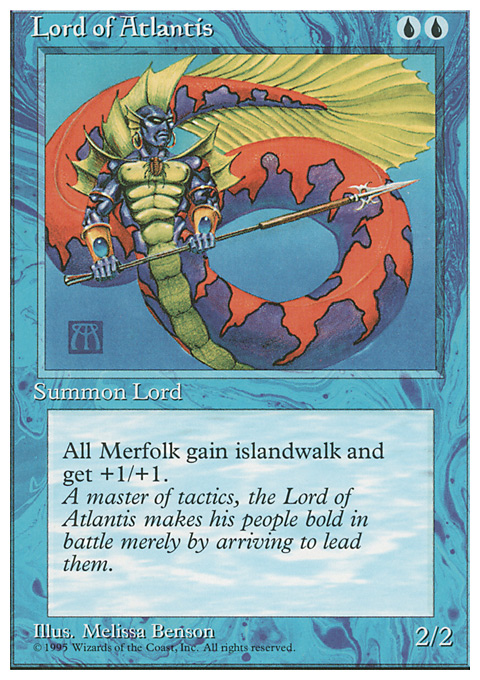 Lord of Atlantis
Summon Lord
All Merfolk gain islandwalk and
get +1/+1.
A master of tactics, the Lord of
Atlantis makes his people bold in
battle merely by arriving to lead
them.
Illus. Melissa Benson
© 1995 Wizards of the Coast, Inc. All rights reserved.
2/2